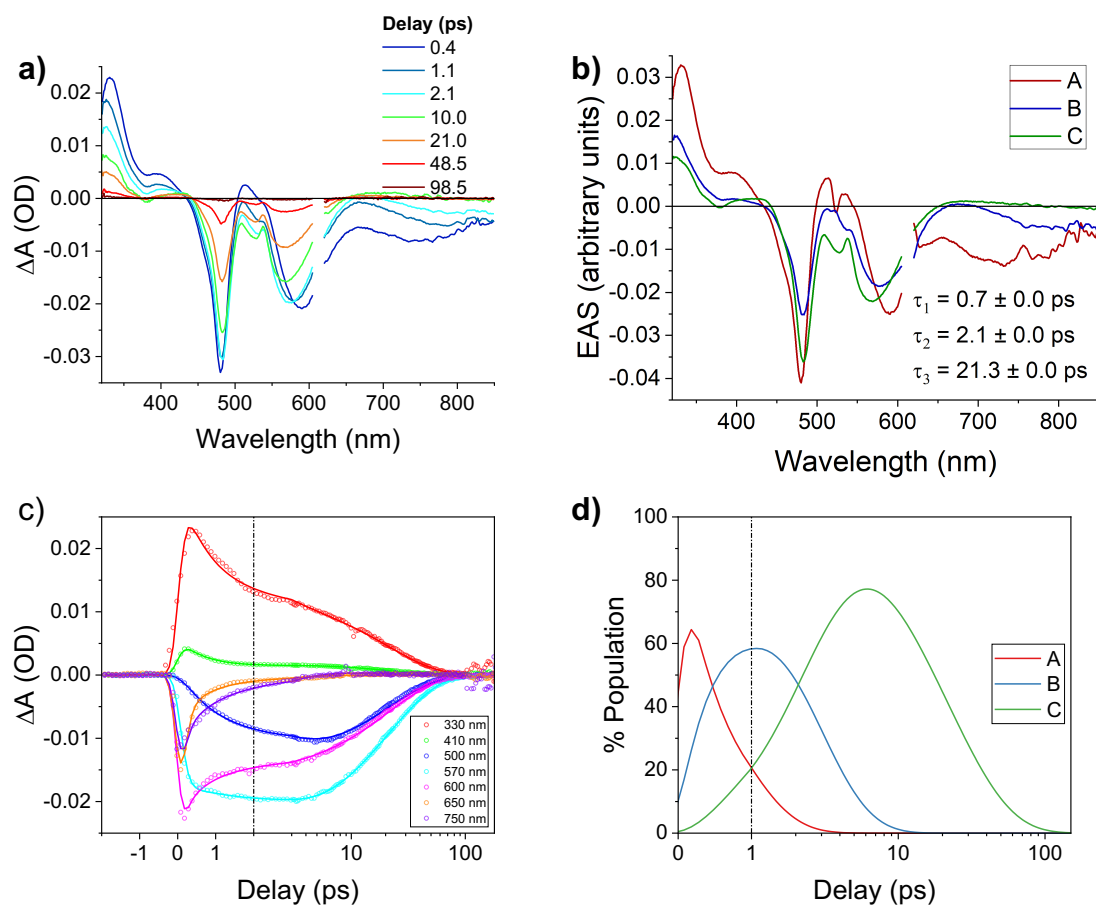 a)
Delay (ps)
0.4
1.1
2.1
10.0
21.0
48.5
98.5
0.02
0.01
0.00
-0.01
-0.02
-0.03
ΔA (OD)
400 500 600 700 800
Wavelength (nm)
b)
A
B
C
0.03
0.02
0.01
0.00
-0.01
-0.02
-0.03
-0.04
EAS (arbitrary units)
τ1 = 0.7 ± 0.0 ps
τ2 = 2.1 ± 0.0 ps
τ3 = 21.3 ± 0.0 ps
400 500 600 700 800
Wavelength (nm)
c)
0.02
0.01
0.00
-0.01
-0.02
ΔA (OD)
330 nm
410 nm
500 nm
570 nm
600 nm
650 nm
750 nm
-1 0 1 10 100
Delay (ps)
d)
100
80
60
40
20
0
% Population
A
B
C
0 1 10 100
Delay (ps)